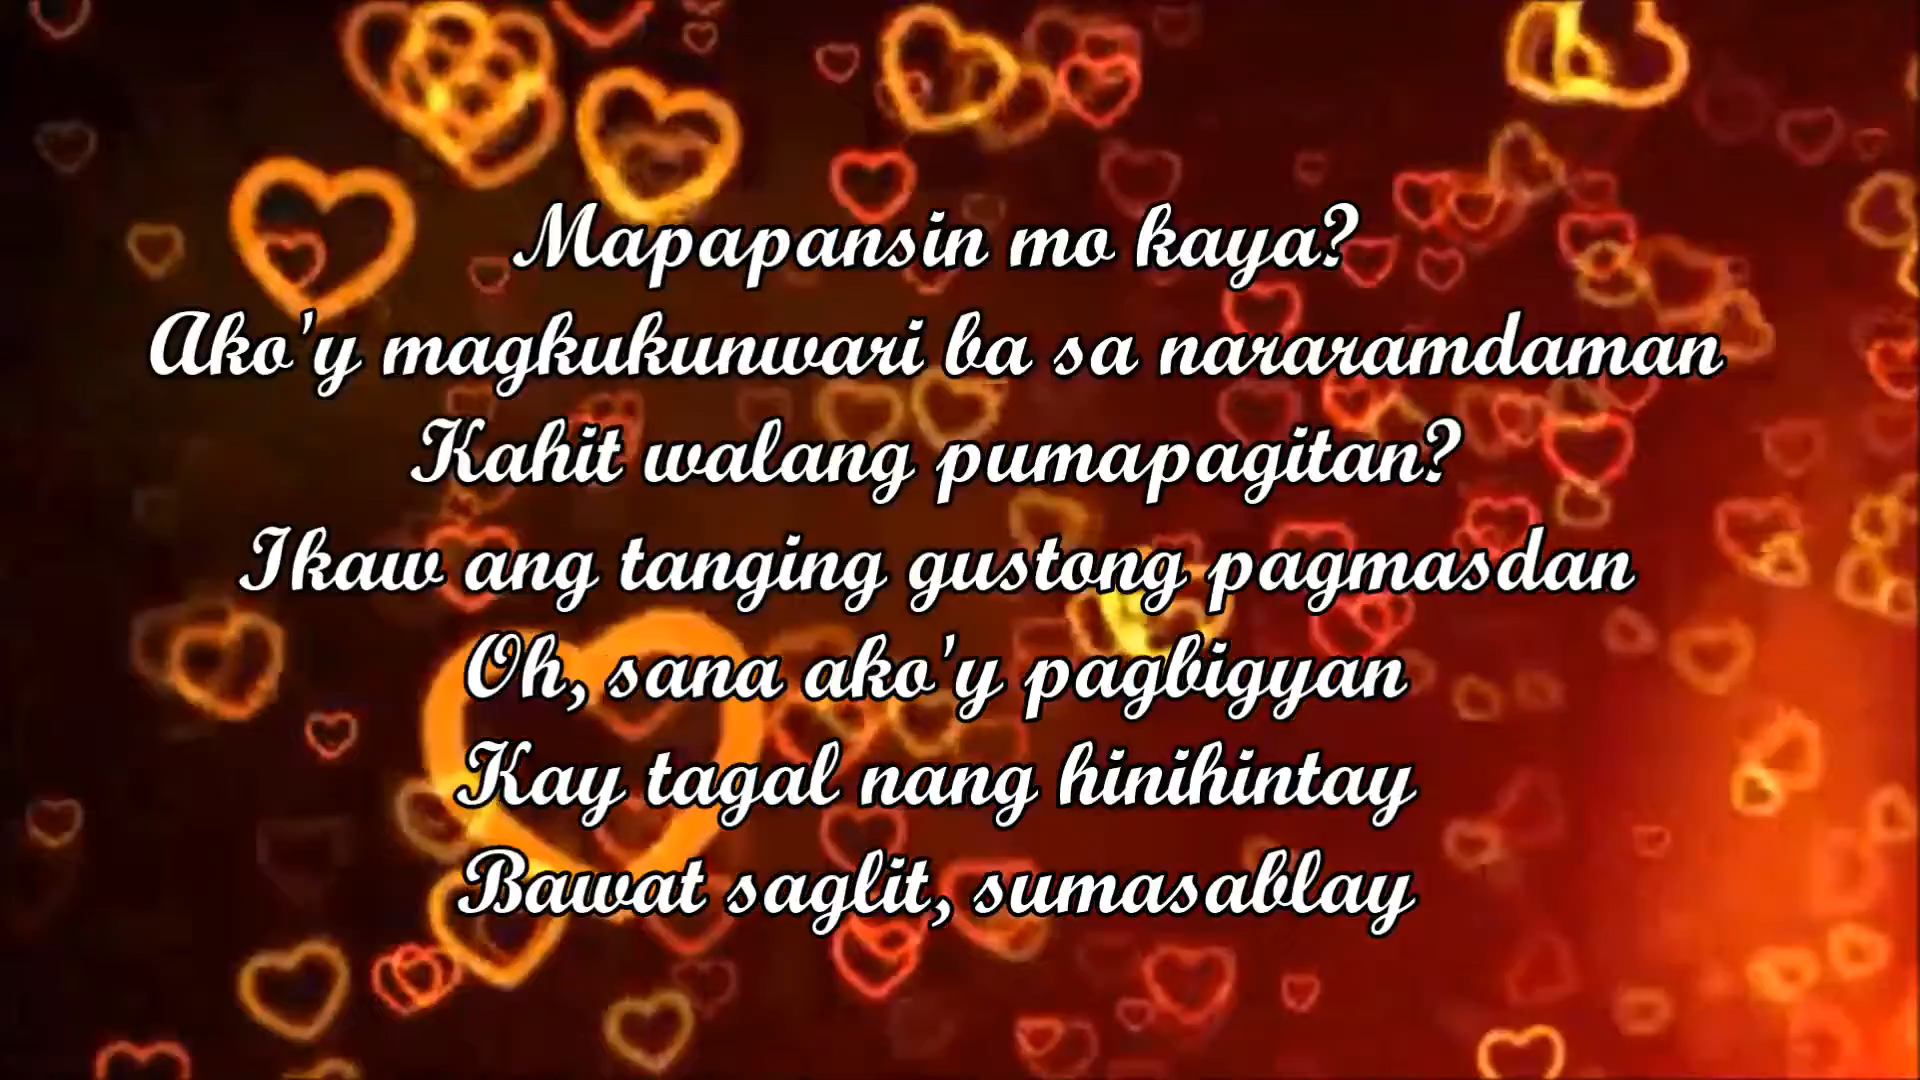 Mapapansin mo kaya?
Ako'y magkukunwari ba sa nararamdaman
Kahit walang pumapagitan?
Ikaw ang tanging gustong pagmasdan
Oh, sana ako'y pagbigyan
Kay tagal nang hinihintay
Bawat saglit, sumasablay